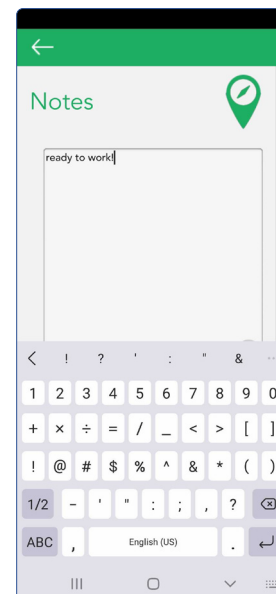 Notes
ready to work!
! ? ' : " &
1 2 3 4 5 6 7 8 9 0
+ × ÷ = / _ < > [ ]
! @ # $ % ^ & * ( )
1/2 - ' " : ; , ?
ABC , English (US) .